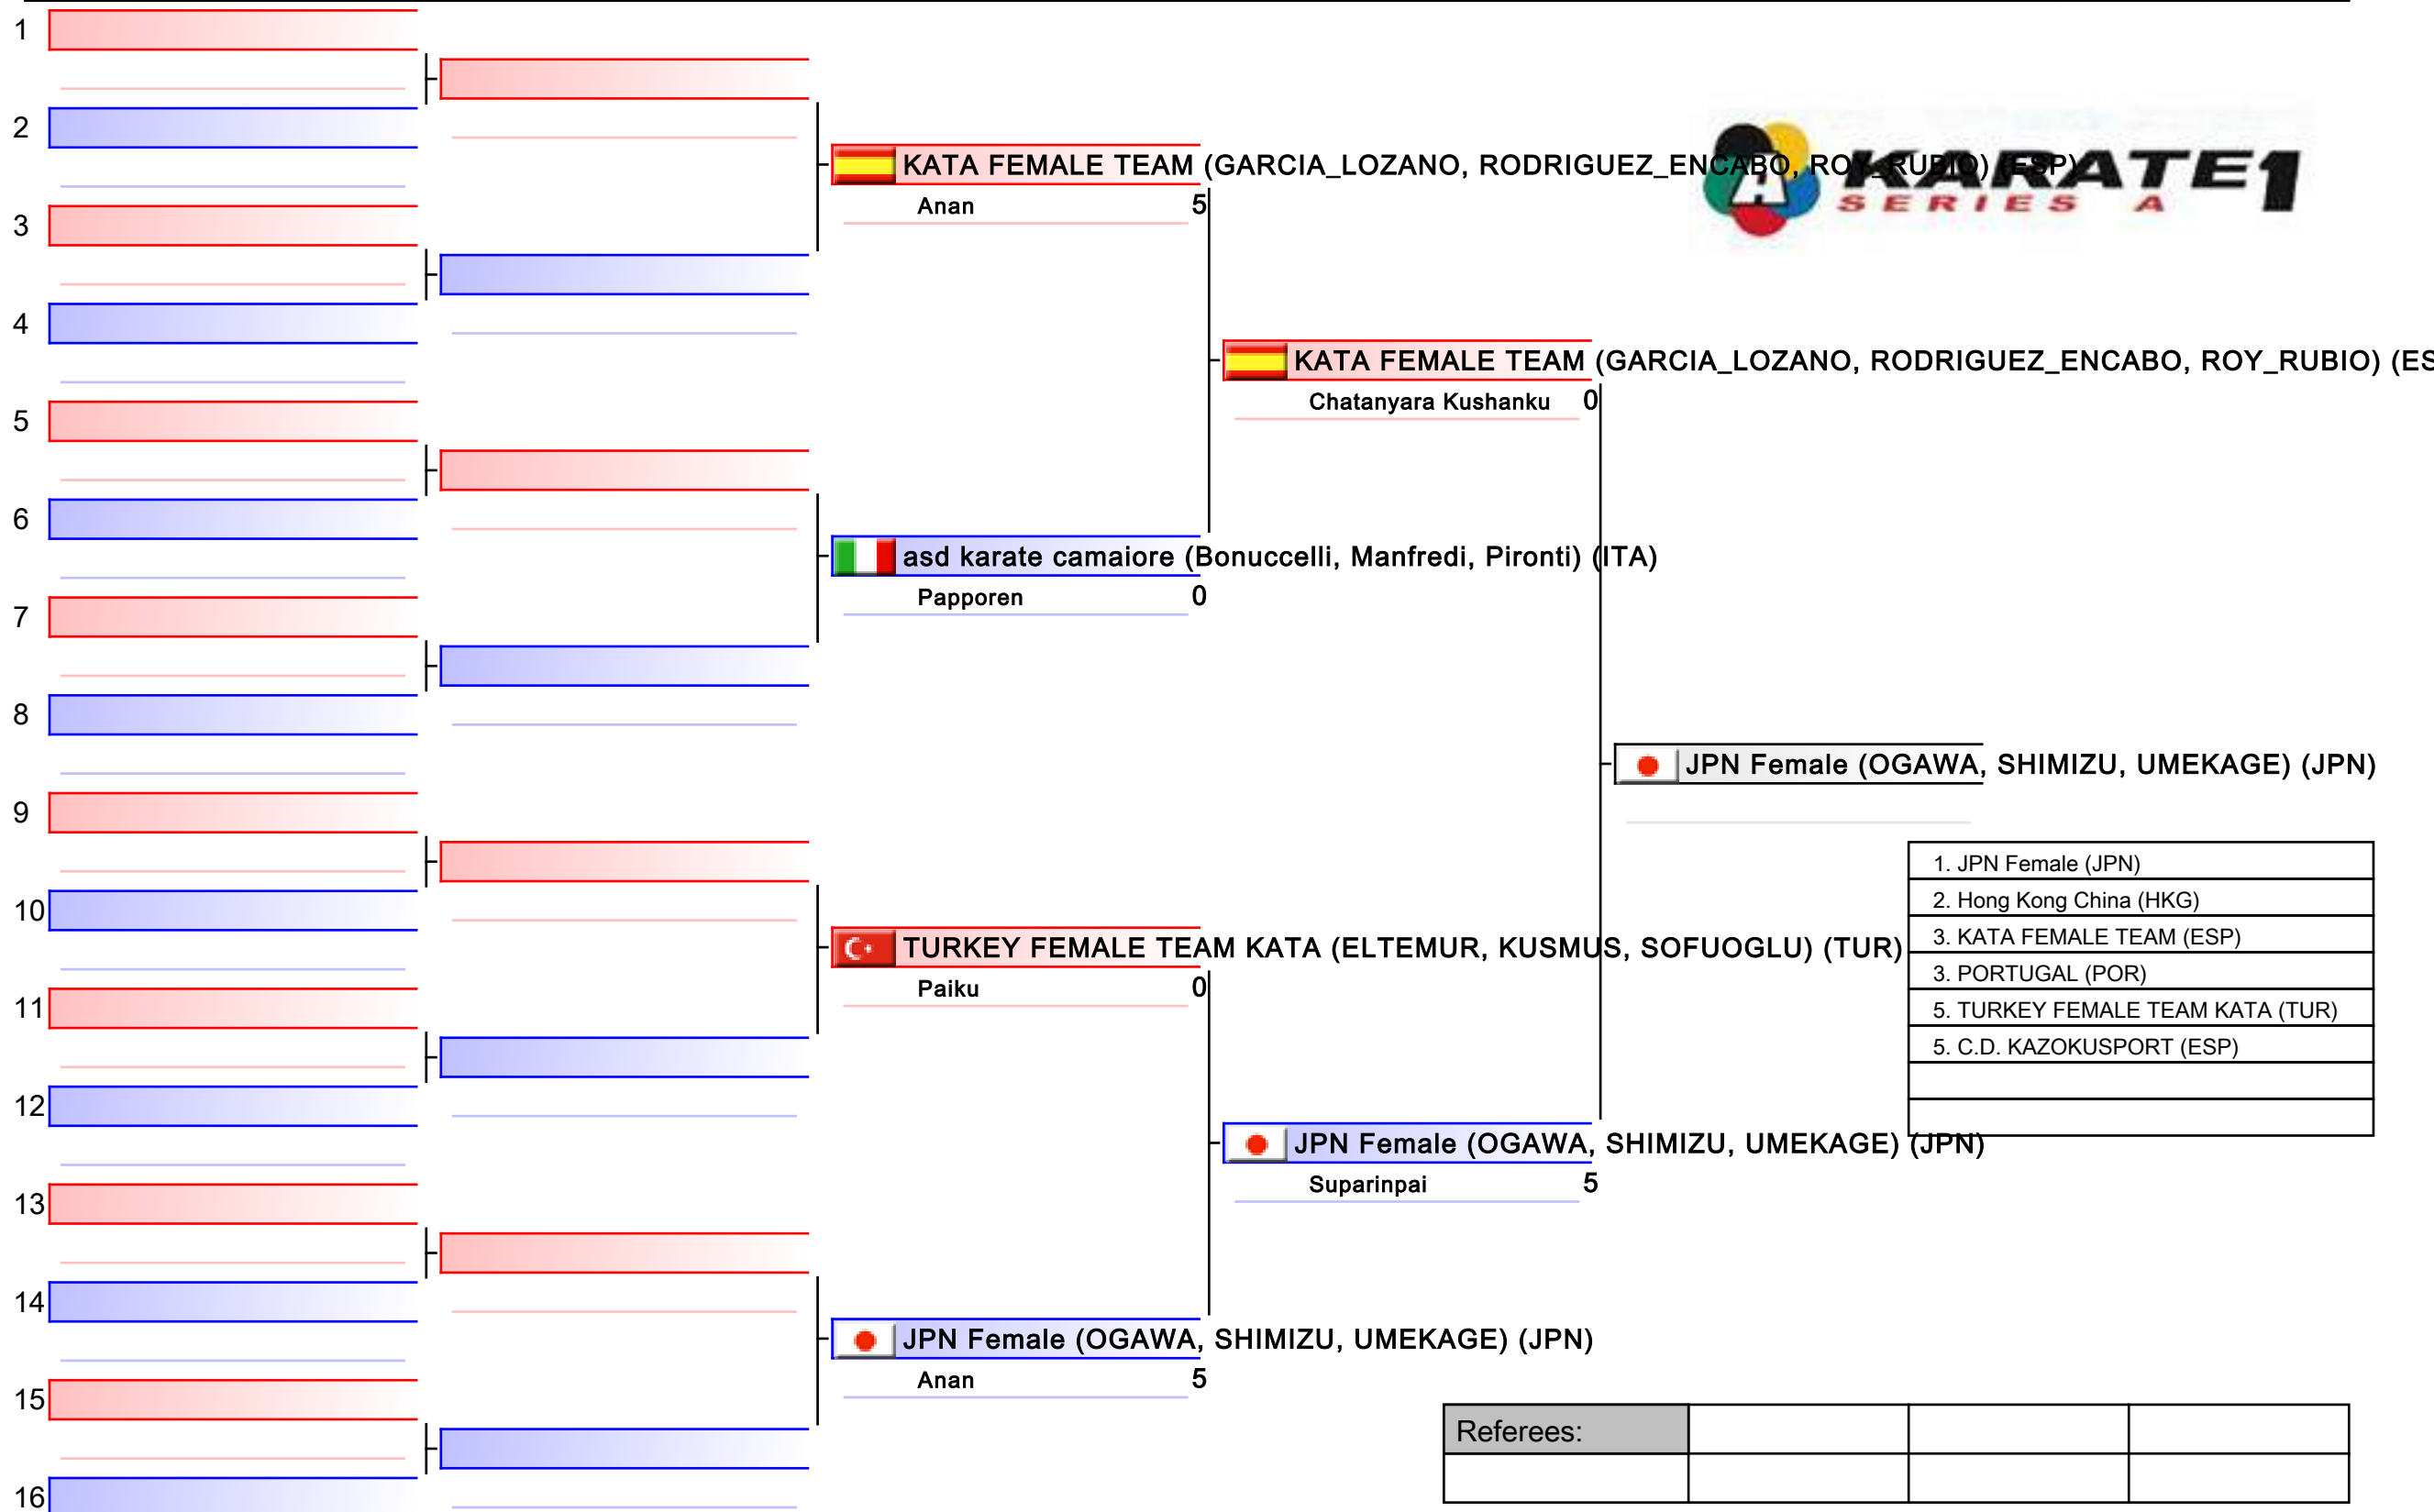 1
2
3
4
5
6
7
8
9
10
11
12
13
14
15
16
KATA FEMALE TEAM (GARCIA_LOZANO, RODRIGUEZ_ENCABO, ROY_RUBIO) (ESP)
Anan 5
KARATE1
SERIES A
KATA FEMALE TEAM (GARCIA_LOZANO, RODRIGUEZ_ENCABO, ROY_RUBIO) (ES
Chatanyara Kushanku 0
asd karate camaiore (Bonuccelli, Manfredi, Pironti) (ITA)
Papporen 0
JPN Female (OGAWA, SHIMIZU, UMEKAGE) (JPN)
1. JPN Female (JPN)
2. Hong Kong China (HKG)
3. KATA FEMALE TEAM (ESP)
3. PORTUGAL (POR)
5. TURKEY FEMALE TEAM KATA (TUR)
5. C.D. KAZOKUSPORT (ESP)
TURKEY FEMALE TEAM KATA (ELTEMUR, KUSMUS, SOFUOGLU) (TUR)
Paiku 0
JPN Female (OGAWA, SHIMIZU, UMEKAGE) (JPN)
Suparinpai 5
JPN Female (OGAWA, SHIMIZU, UMEKAGE) (JPN)
Anan 5
Referees: